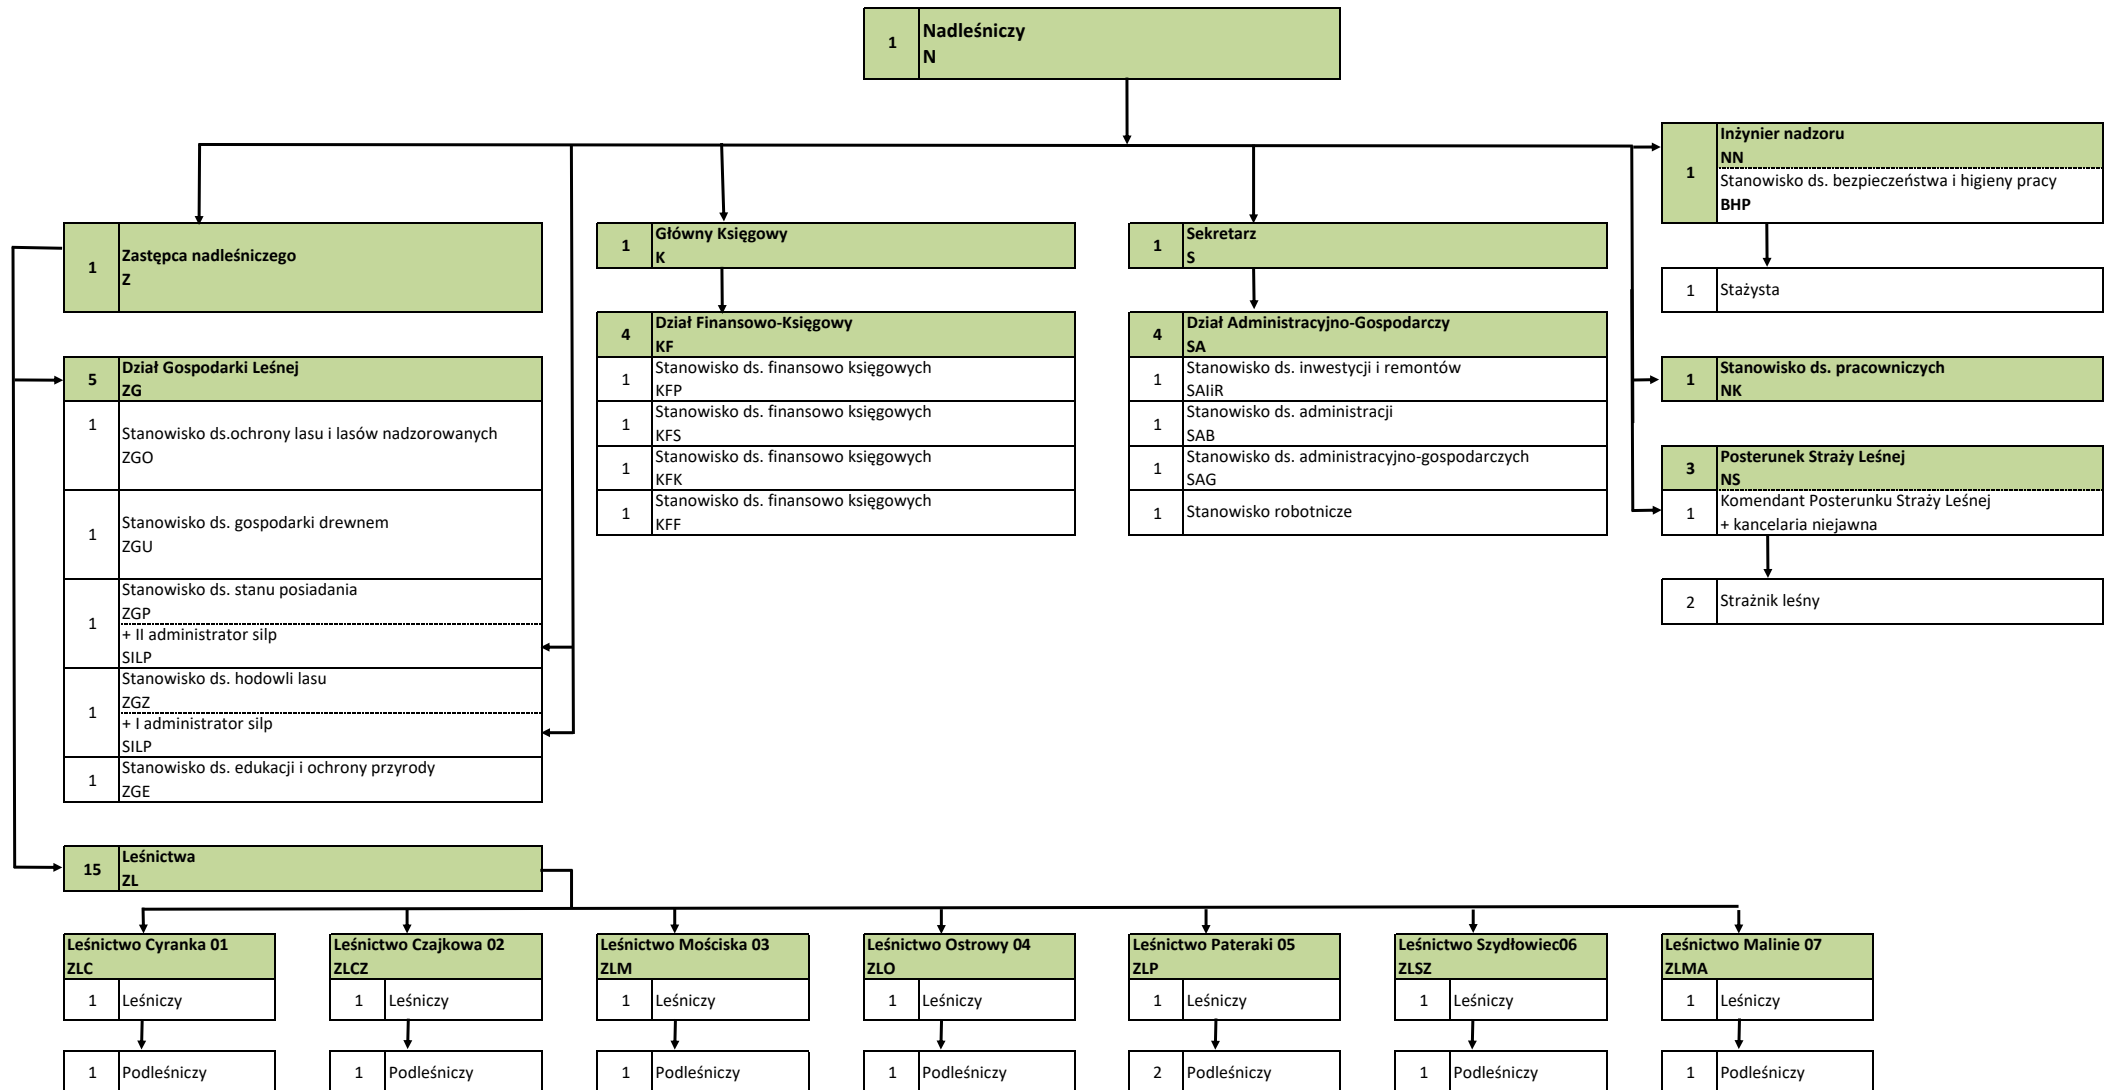 1
Nadleśniczy
N
1
Inżynier nadzoru
NN
Stanowisko ds. bezpieczeństwa i higieny pracy
BHP
1
Stażysta
1
Stanowisko ds. pracowniczych
NK
3
Posterunek Straży Leśnej
NS
1
Komendant Posterunku Straży Leśnej
+ kancelaria niejawna
2
Strażnik leśny
1
Zastępca nadleśniczego
Z
5
Dział Gospodarki Leśnej
ZG
1
Stanowisko ds.ochrony lasu i lasów nadzorowanych
ZGO
1
Stanowisko ds. gospodarki drewnem
ZGU
1
Stanowisko ds. stanu posiadania
ZGP
+ II administrator silp
SILP
1
Stanowisko ds. hodowli lasu
ZGZ
+ I administrator silp
SILP
1
Stanowisko ds. edukacji i ochrony przyrody
ZGE
1
Główny Księgowy
K
4
Dział Finansowo-Księgowy
KF
1
Stanowisko ds. finansowo księgowych
KFP
1
Stanowisko ds. finansowo księgowych
KFS
1
Stanowisko ds. finansowo księgowych
KFK
1
Stanowisko ds. finansowo księgowych
KFF
1
Sekretarz
S
4
Dział Administracyjno-Gospodarczy
SA
1
Stanowisko ds. inwestycji i remontów
SAIiR
1
Stanowisko ds. administracji
SAB
1
Stanowisko ds. administracyjno-gospodarczych
SAG
1
Stanowisko robotnicze
15
Leśnictwa
ZL
Leśnictwo Cyranka 01
ZLC
1 Leśniczy
1 Podleśniczy
Leśnictwo Czajkowa 02
ZLCZ
1 Leśniczy
1 Podleśniczy
Leśnictwo Mościska 03
ZLM
1 Leśniczy
1 Podleśniczy
Leśnictwo Ostrowy 04
ZLO
1 Leśniczy
1 Podleśniczy
Leśnictwo Pateraki 05
ZLP
1 Leśniczy
2 Podleśniczy
Leśnictwo Szydłowiec06
ZLSZ
1 Leśniczy
1 Podleśniczy
Leśnictwo Malinie 07
ZLMA
1 Leśniczy
1 Podleśniczy